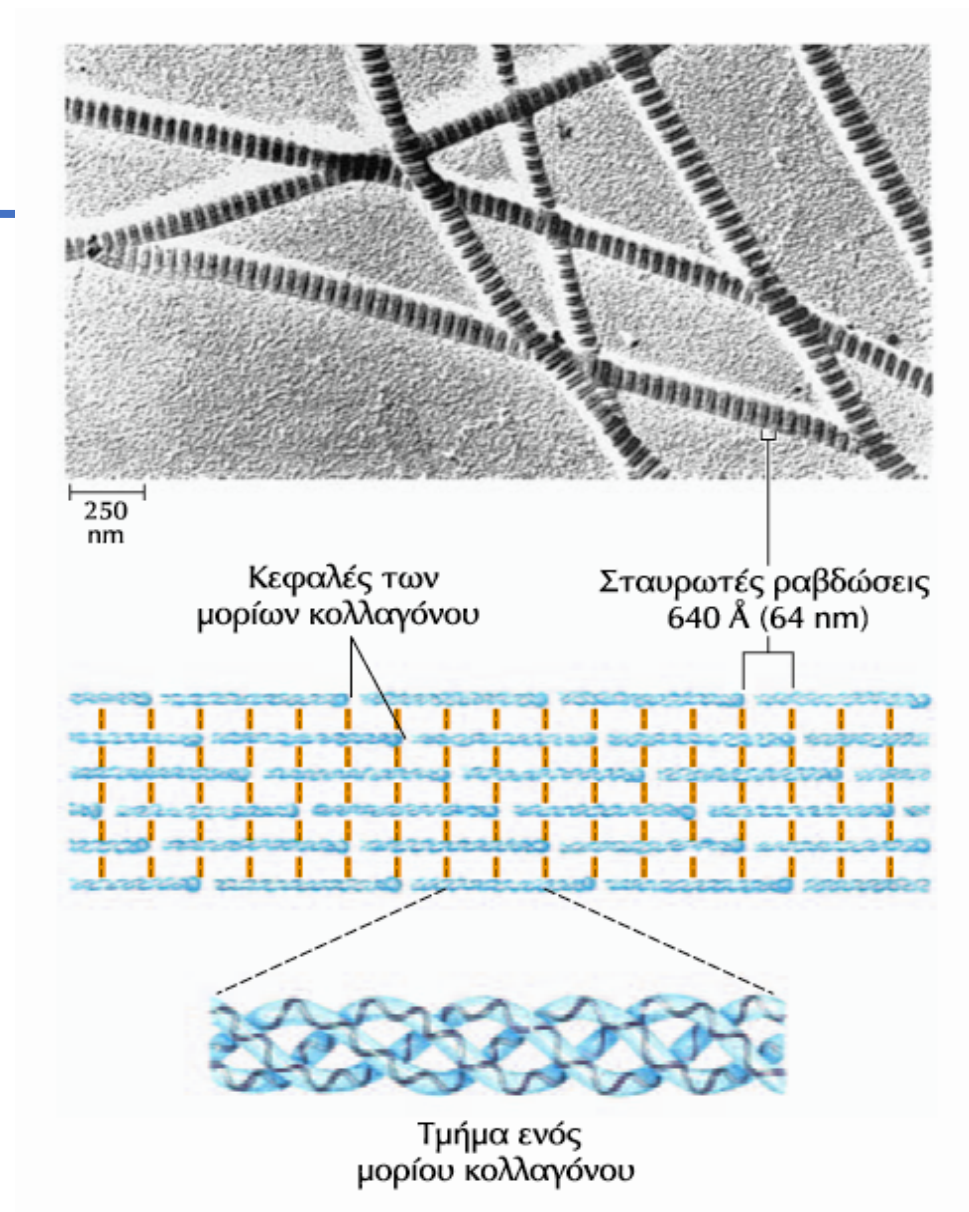 250
nm
Κεφαλές των
μορίων κολλαγόνου
Σταυρωτές ραβδώσεις
640 Å (64 nm)
Τμήμα ενός
μορίου κολλαγόνου